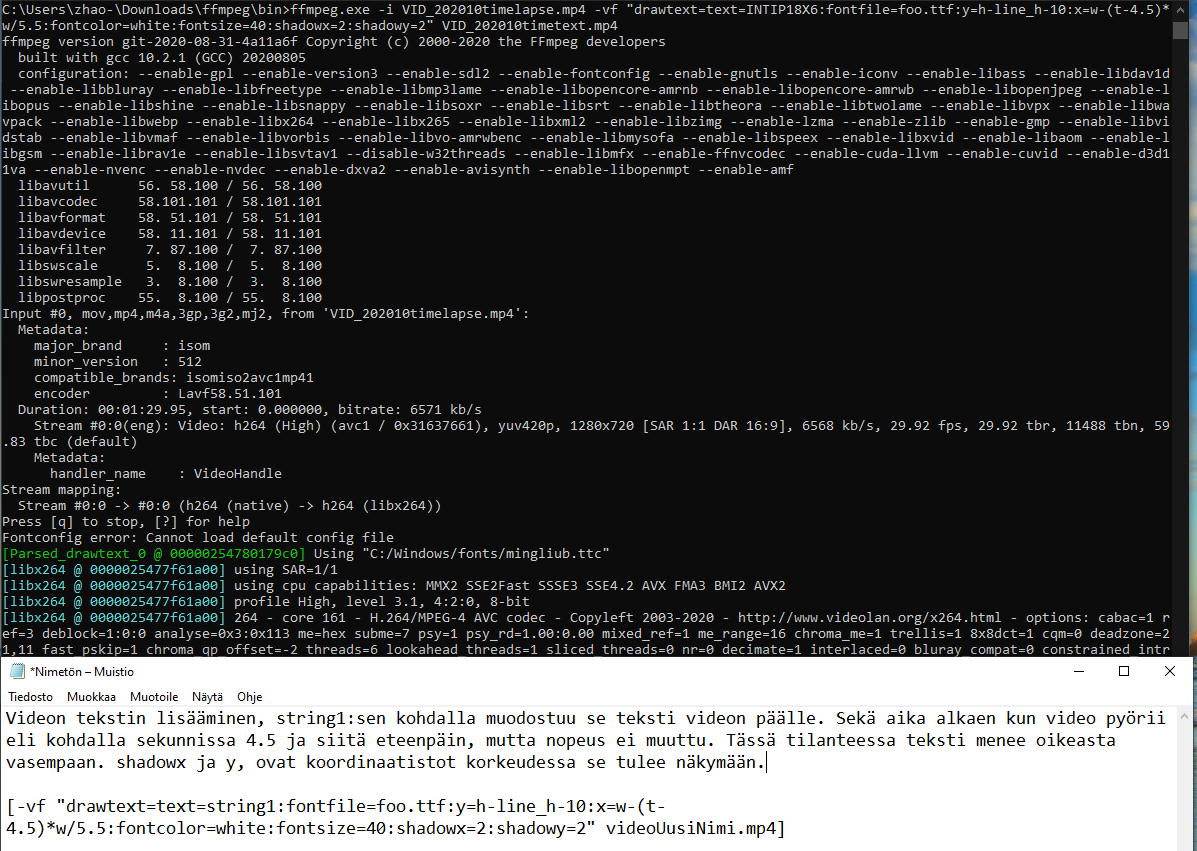 C:\Users\zhao-\Downloads\ffmpeg\bin>ffmpeg.exe -i VID_202010timelapse.mp4 -vf "drawtext=text=INTIP18X6:fontfile=foo.ttf:y=h-line_h-10:x=w-(t-4.5)*
w/5.5:fontcolor=white:fontsize=40:shadowx=2:shadowy=2" VID_202010timetext.mp4
ffmpeg version git-2020-08-31-4a11a6f Copyright (c) 2000-2020 the FFmpeg developers
  built with gcc 10.2.1 (GCC) 20200805
  configuration: --enable-gpl --enable-version3 --enable-sdl2 --enable-fontconfig --enable-gnutls --enable-iconv --enable-libass --enable-libdav1d
 --enable-libbluray --enable-libfreetype --enable-libmp3lame --enable-libopencore-amrnb --enable-libopencore-amrwb --enable-libopenjpeg --enable-l
ibopus --enable-libshine --enable-libsnappy --enable-libsoxr --enable-libsrt --enable-libtheora --enable-libtwolame --enable-libvpx --enable-libwa
vpack --enable-libwebp --enable-libx264 --enable-libx265 --enable-libxml2 --enable-libzimg --enable-lzma --enable-zlib --enable-gmp --enable-libvi
dstab --enable-libvmaf --enable-libvorbis --enable-libvo-amrwbenc --enable-libmysofa --enable-libspeex --enable-libxvid --enable-libaom --enable-l
ibgsm --enable-librav1e --enable-libsvtav1 --disable-w32threads --enable-libmfx --enable-ffnvcodec --enable-cuda-llvm --enable-cuvid --enable-d3d1
1va --enable-nvenc --enable-nvdec --enable-dxva2 --enable-avisynth --enable-libopenmpt --enable-amf
  libavutil      56. 58.100 / 56. 58.100
  libavcodec     58.101.101 / 58.101.101
  libavformat    58. 51.101 / 58. 51.101
  libavdevice    58. 11.101 / 58. 11.101
  libavfilter     7. 87.100 /  7. 87.100
  libswscale      5.  8.100 /  5.  8.100
  libswresample   3.  8.100 /  3.  8.100
  libpostproc    55.  8.100 / 55.  8.100
Input #0, mov,mp4,m4a,3gp,3g2,mj2, from 'VID_202010timelapse.mp4':
  Metadata:
    major_brand     : isom
    minor_version   : 512
    compatible_brands: isomiso2avc1mp41
    encoder         : Lavf58.51.101
  Duration: 00:01:29.95, start: 0.000000, bitrate: 6571 kb/s
    Stream #0:0(eng): Video: h264 (High) (avc1 / 0x31637661), yuv420p, 1280x720 [SAR 1:1 DAR 16:9], 6568 kb/s, 29.92 fps, 29.92 tbr, 11488 tbn, 59
.83 tbc (default)
    Metadata:
      handler_name    : VideoHandle
Stream mapping:
  Stream #0:0 -> #0:0 (h264 (native) -> h264 (libx264))
Press [q] to stop, [?] for help
Fontconfig error: Cannot load default config file
[Parsed_drawtext_0 @ 00000254780179c0] Using "C:/Windows/fonts/mingliub.ttc"
[libx264 @ 0000025477f61a00] using SAR=1/1
[libx264 @ 0000025477f61a00] using cpu capabilities: MMX2 SSE2Fast SSSE3 SSE4.2 AVX FMA3 BMI2 AVX2
[libx264 @ 0000025477f61a00] profile High, level 3.1, 4:2:0, 8-bit
[libx264 @ 0000025477f61a00] 264 - core 161 - H.264/MPEG-4 AVC codec - Copyleft 2003-2020 - http://www.videolan.org/x264.html - options: cabac=1 r
ef=3 deblock=1:0:0 analyse=0x3:0x113 me=hex subme=7 psy=1 psy_rd=1.00:0.00 mixed_ref=1 me_range=16 chroma_me=1 trellis=1 8x8dct=1 cqm=0 deadzone=2
1,11 fast_pskip=1 chroma_qp_offset=-2 threads=6 lookahead_threads=1 sliced_threads=0 nr=0 decimate=1 interlaced=0 bluray_compat=0 constrained_intr
*Nimetön – Muistio
Tiedosto Muokkaa Muotoile Näytä Ohje
Videon tekstin lisääminen, string1:sen kohdalla muodostuu se teksti videon päälle. Sekä aika alkaen kun video pyörii
eli kohdalla sekunnissa 4.5 ja siitä eteenpäin, mutta nopeus ei muuttu. Tässä tilanteessa teksti menee oikeasta
vasempaan. shadowx ja y, ovat koordinaatistot korkeudessa se tulee näkymään.
[-vf "drawtext=text=string1:fontfile=foo.ttf:y=h-line_h-10:x=w-(t-
4.5)*w/5.5:fontcolor=white:fontsize=40:shadowx=2:shadowy=2" videoUusiNimi.mp4]